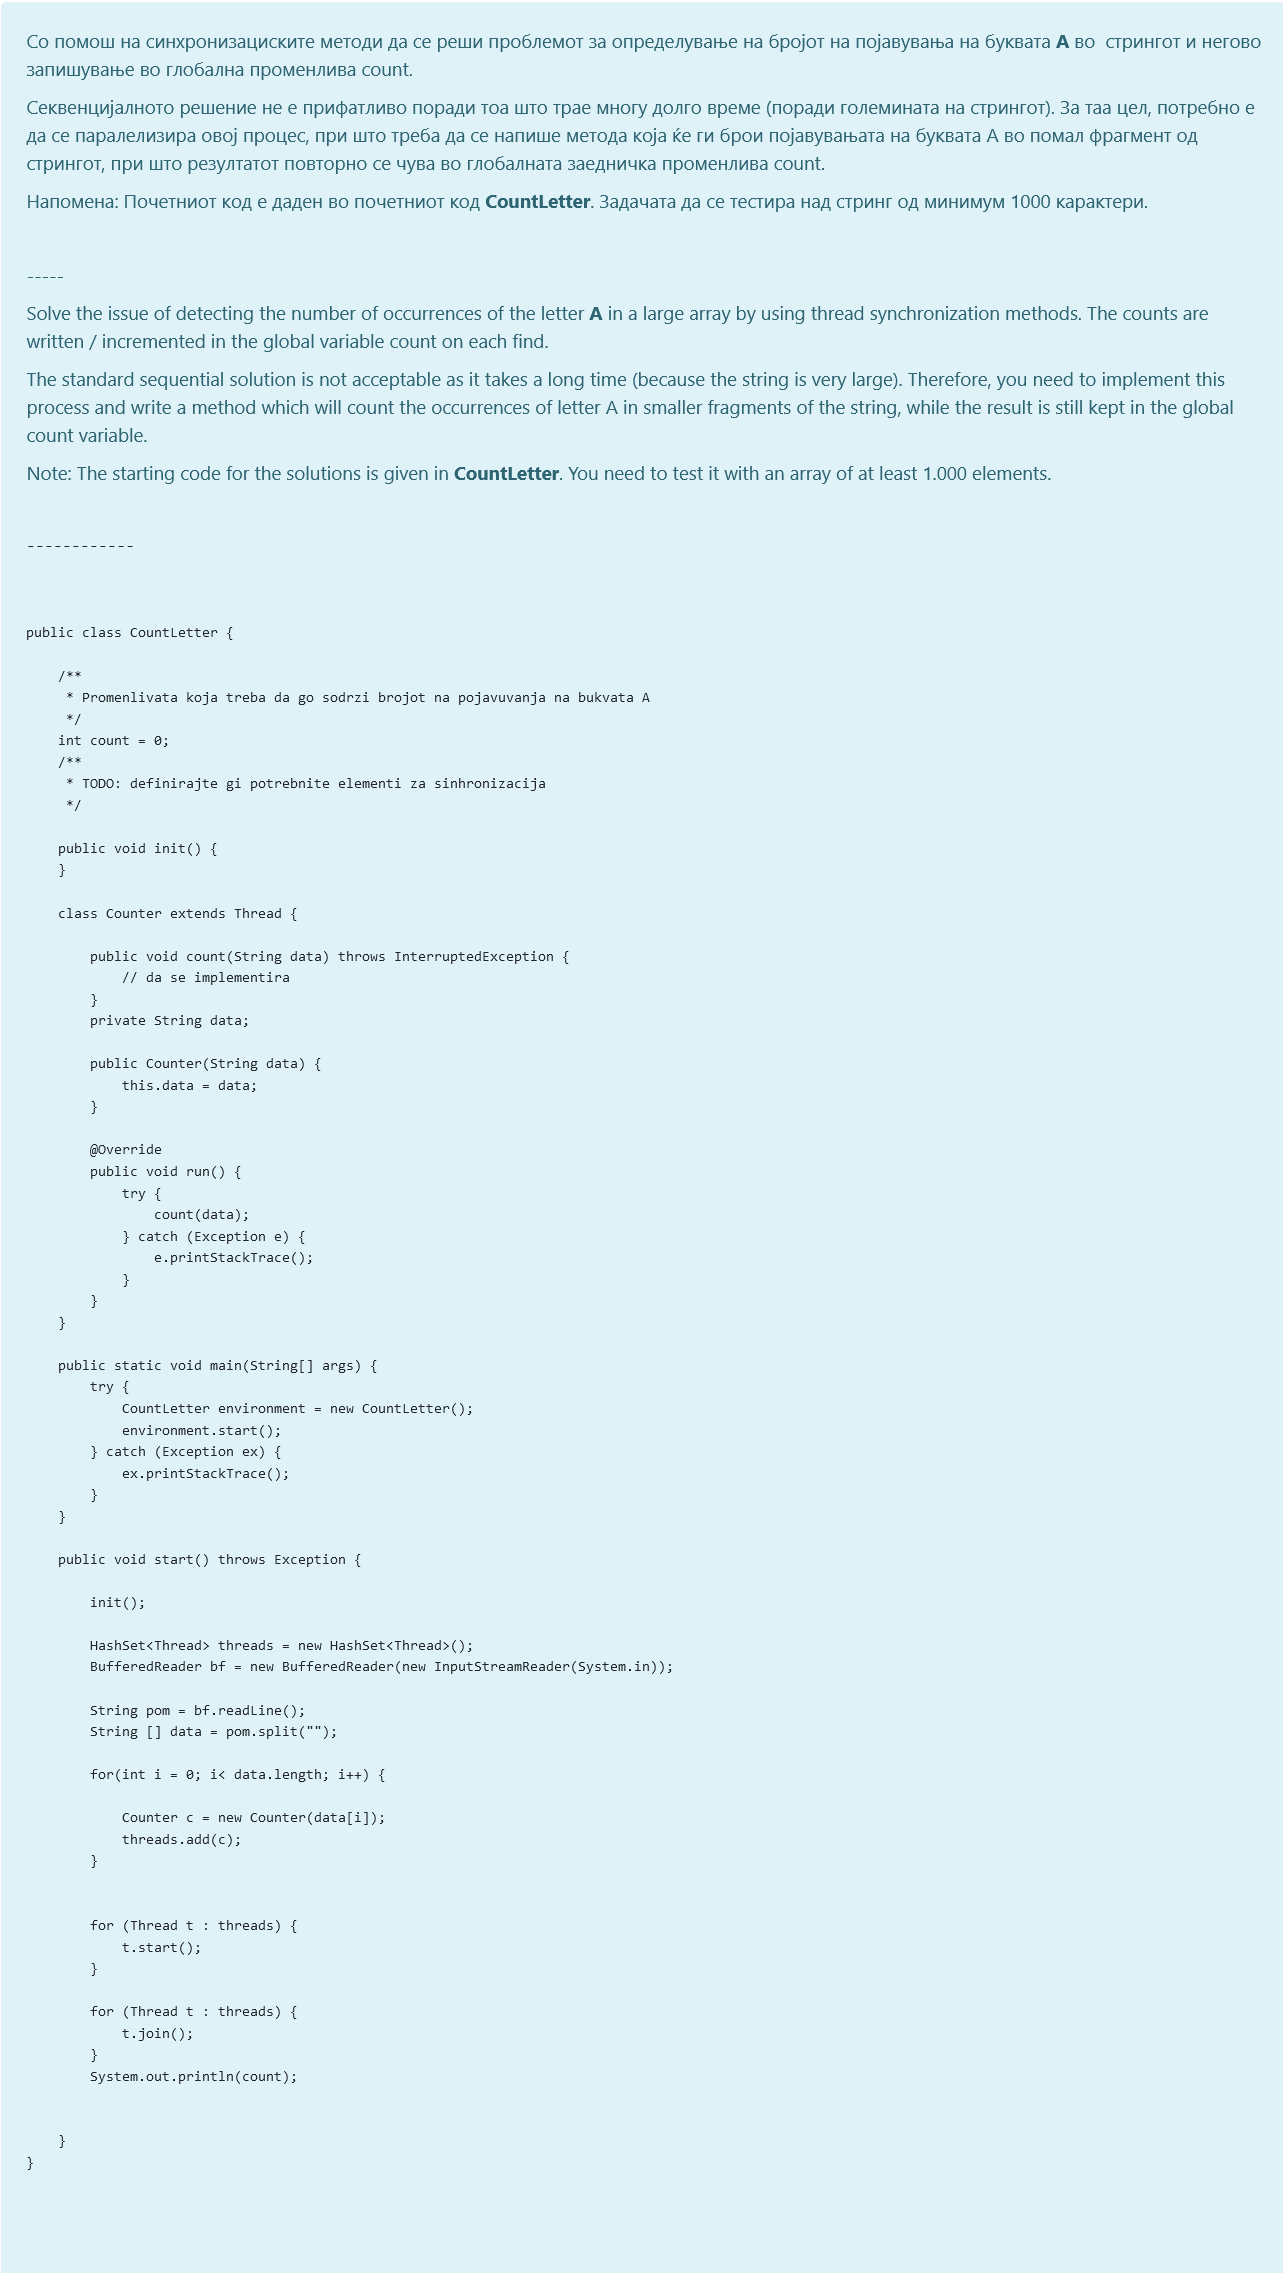 Со помош на синхронизациските методи да се реши проблемот за определување на бројот на појавувања на буквата А во  стрингот и негово
запишување во глобална променлива count.
Секвенцијалното решение не е прифатливо поради тоа што трае многу долго време (поради големината на стрингот). За таа цел, потребно е
да се паралелизира овој процес, при што треба да се напише метода која ќе ги брои појавувањата на буквата А во помал фрагмент од
стрингот, при што резултатот повторно се чува во глобалната заедничка променлива count.
Напомена: Почетниот код е даден во почетниот код CountLetter. Задачата да се тестира над стринг од минимум 1000 карактери.
-----
Solve the issue of detecting the number of occurrences of the letter A in a large array by using thread synchronization methods. The counts are
written / incremented in the global variable count on each find.
The standard sequential solution is not acceptable as it takes a long time (because the string is very large). Therefore, you need to implement this
process and write a method which will count the occurrences of letter A in smaller fragments of the string, while the result is still kept in the global
count variable.
Note: The starting code for the solutions is given in CountLetter. You need to test it with an array of at least 1.000 elements.
------------
public class CountLetter {
    /**
     * Promenlivata koja treba da go sodrzi brojot na pojavuvanja na bukvata A
     */
    int count = 0;
    /**
     * TODO: definirajte gi potrebnite elementi za sinhronizacija
     */
    public void init() {
    }
    class Counter extends Thread {
        public void count(String data) throws InterruptedException {
            // da se implementira
        }
        private String data;
        public Counter(String data) {
            this.data = data;
        }
        @Override
        public void run() {
            try {
                count(data);
            } catch (Exception e) {
                e.printStackTrace();
            }
        }
    }
    public static void main(String[] args) {
        try {
            CountLetter environment = new CountLetter();
            environment.start();
        } catch (Exception ex) {
            ex.printStackTrace();
        }
    }
    public void start() throws Exception {
        init();
        HashSet<Thread> threads = new HashSet<Thread>();
        BufferedReader bf = new BufferedReader(new InputStreamReader(System.in));
        String pom = bf.readLine();
        String [] data = pom.split("");
        for(int i = 0; i< data.length; i++) {
            Counter c = new Counter(data[i]);
            threads.add(c);
        }
        for (Thread t : threads) {
            t.start();
        }
        for (Thread t : threads) {
            t.join();
        }
        System.out.println(count);
    }
}